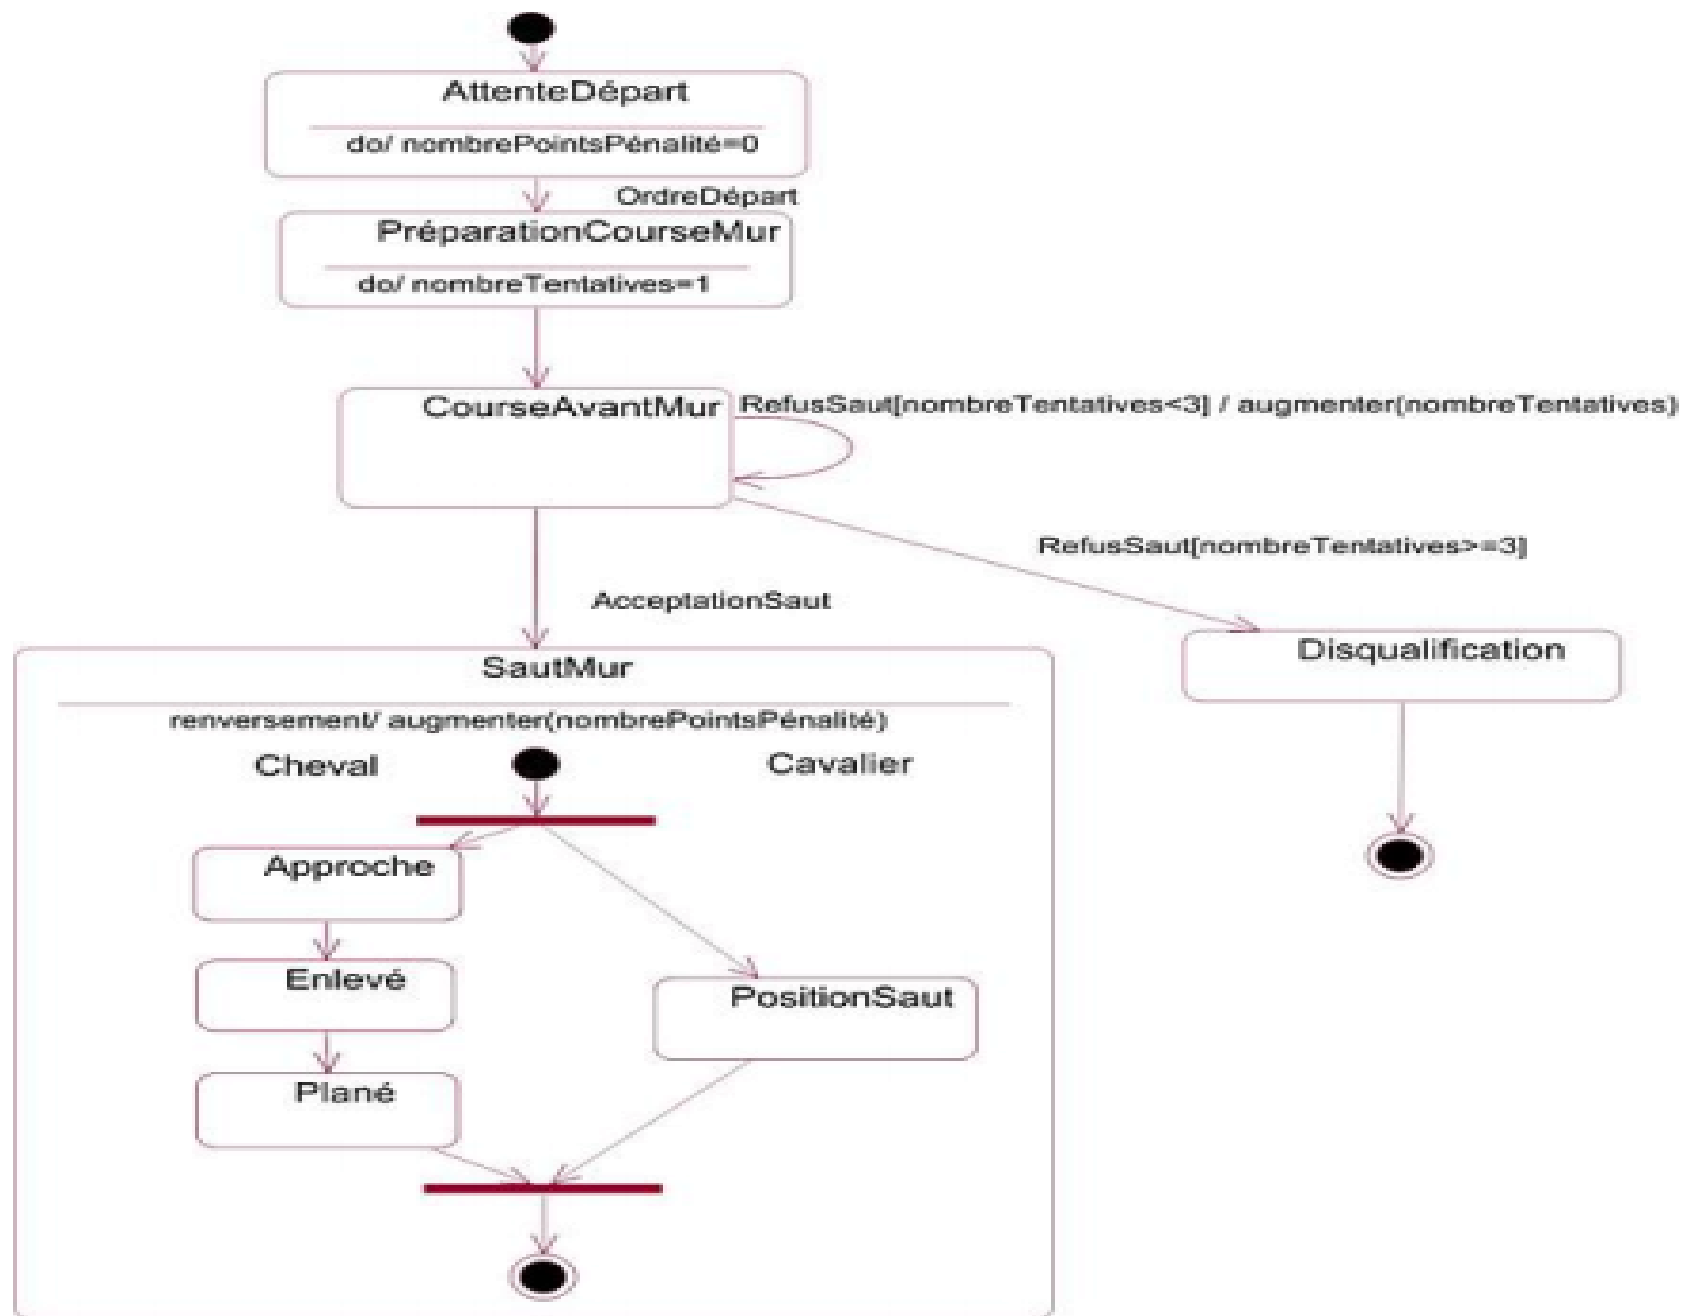 AttenteDépart
do/ nombrePointsPénalité=0
OrdreDépart
PréparationCourseMur
do/ nombreTentatives=1
CourseAvantMur
RefusSaut[nombreTentatives<3] / augmenter(nombreTentatives)
RefusSaut[nombreTentatives>=3]
AcceptationSaut
Disqualification
SautMur
renversement/ augmenter(nombrePointsPénalité)
Cheval
Cavalier
Approche
Enlevé
PositionSaut
Plané